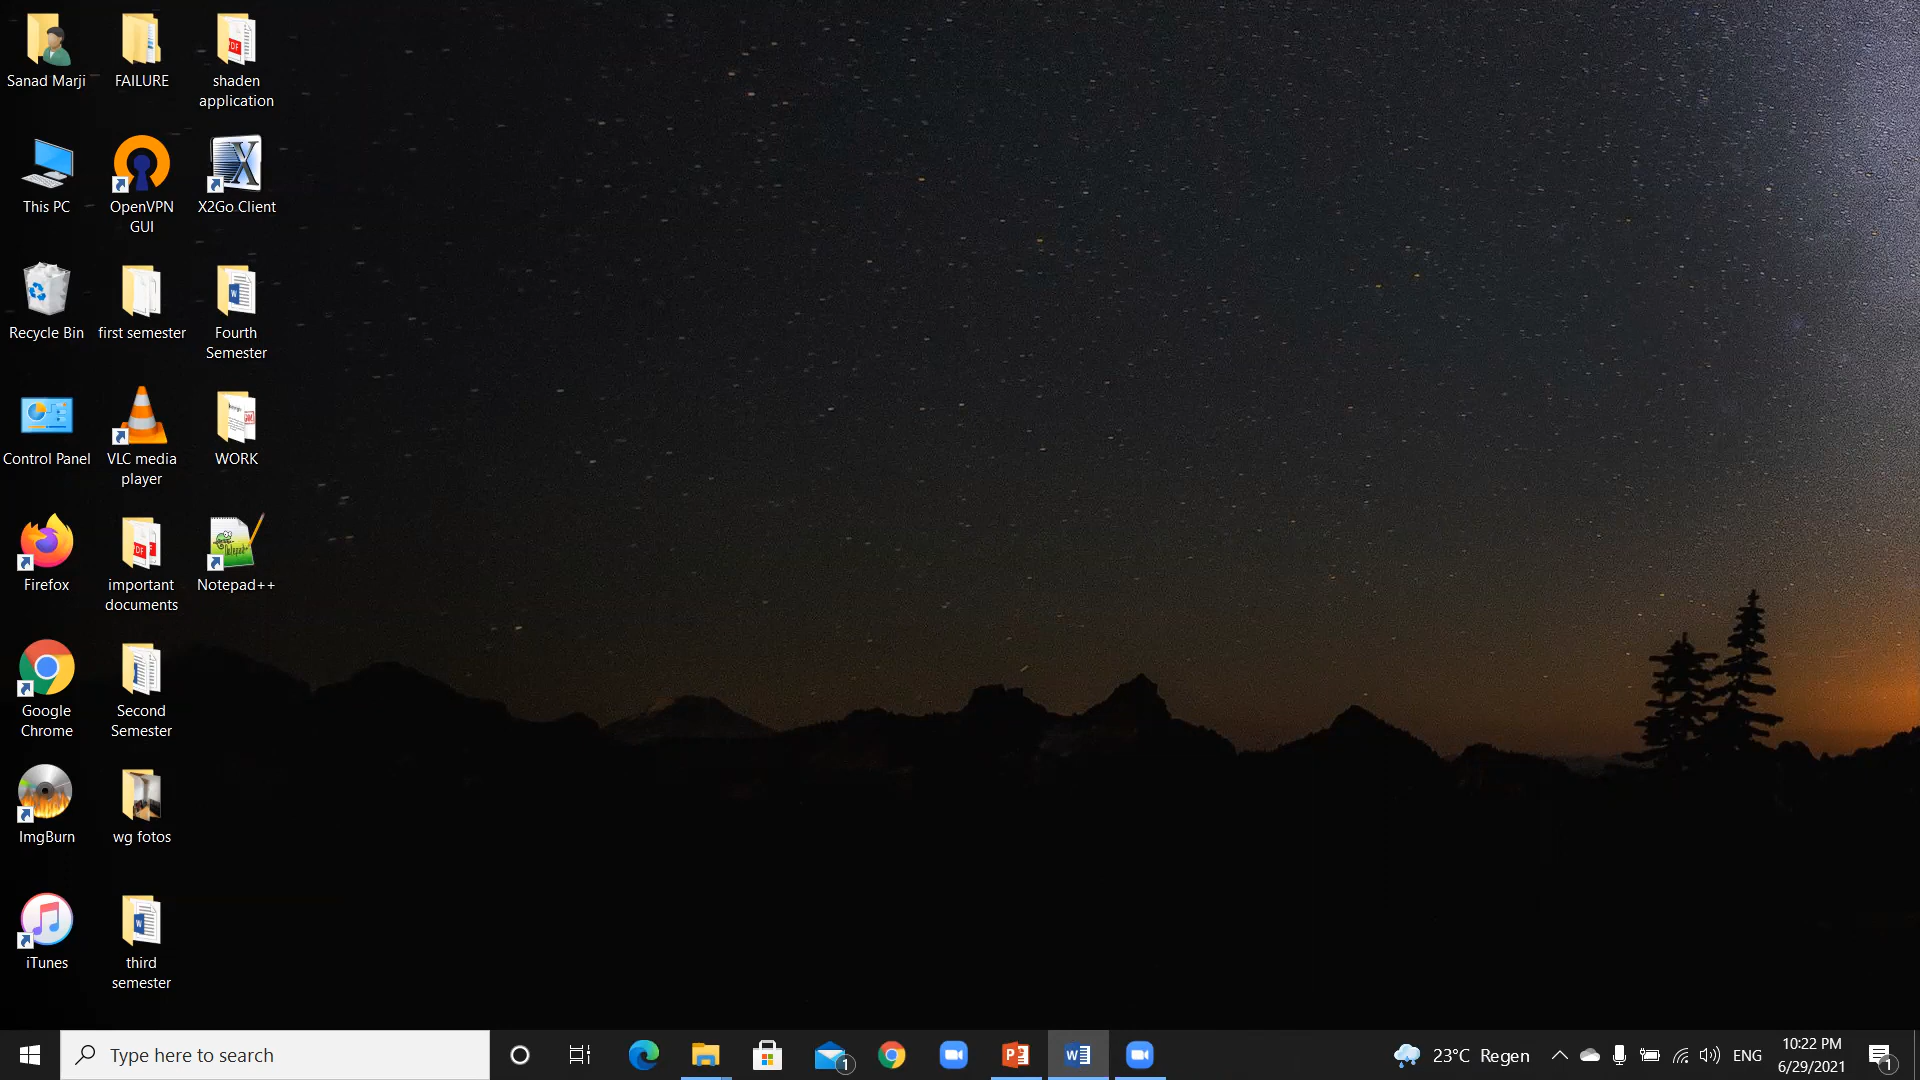 Sanad Marji
FAILURE
shaden
application
This PC
OpenVPN
GUI
X2Go Client
Recycle Bin
first semester
Fourth
Semester
Control Panel
VLC media
player
WORK
Firefox
important
documents
Notepad++
Google
Chrome
Second
Semester
ImgBurn
wg fotos
iTunes
third
semester
Type here to search
1
23°C Regen
ENG
10:22 PM
6/29/2021
1